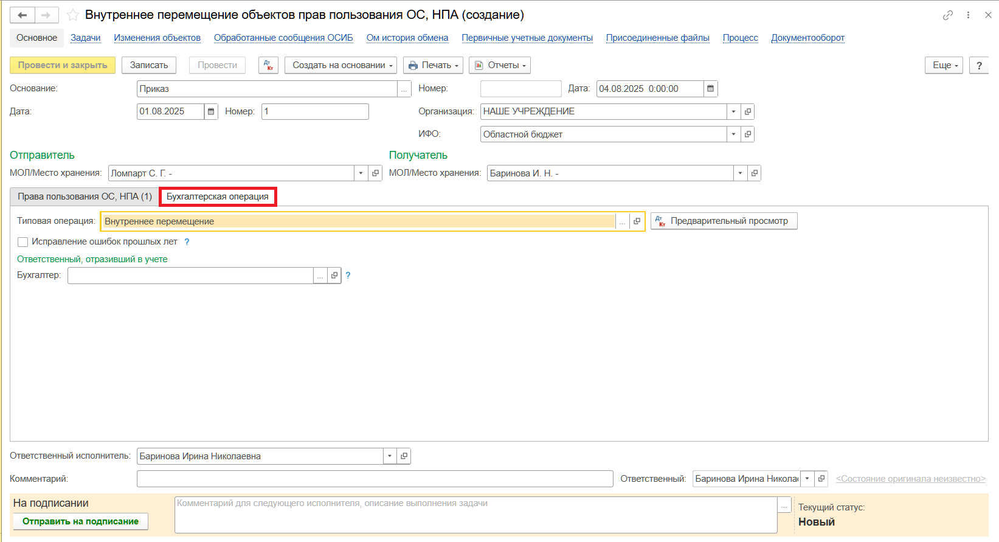 Внутреннее перемещение объектов прав пользования ОС, НПА (создание)
Основное Задачи Изменения объектов Обработанные сообщения ОСИБ Ом история обмена Первичные учетные документы Присоединенные файлы Процесс Документооборот
Провести и закрыть Записать Провести Дт Кт Создать на основании Печать Отчеты Еще ?
Основание: Приказ ... Номер: Дата: 04.08.2025 0:00:00
Дата: 01.08.2025 Номер: 1 Организация: НАШЕ УЧРЕЖДЕНИЕ
ИФО: Областной бюджет
Отправитель Получатель
МОЛ/Место хранения: Ломпарт С. Г. - МОЛ/Место хранения: Баринова И. Н. -
Права пользования ОС, НПА (1) Бухгалтерская операция
Типовая операция: Внутреннее перемещение ... Дт Кт Предварительный просмотр
Исправление ошибок прошлых лет ?
Ответственный, отразивший в учете
Бухгалтер: ... ?
Ответственный исполнитель: Баринова Ирина Николаевна
Комментарий: Ответственный: Баринова Ирина Никола <Состояние оригинала неизвестно>
На подписании Комментарий для следующего исполнителя, описание выполнения задачи ... Текущий статус:
Отправить на подписание Новый